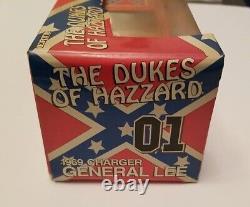 THE DUKES
OF HAZZARD
THE DUKES
OF HAZZARD
01
1969 CHARGER
GENERAL LEE